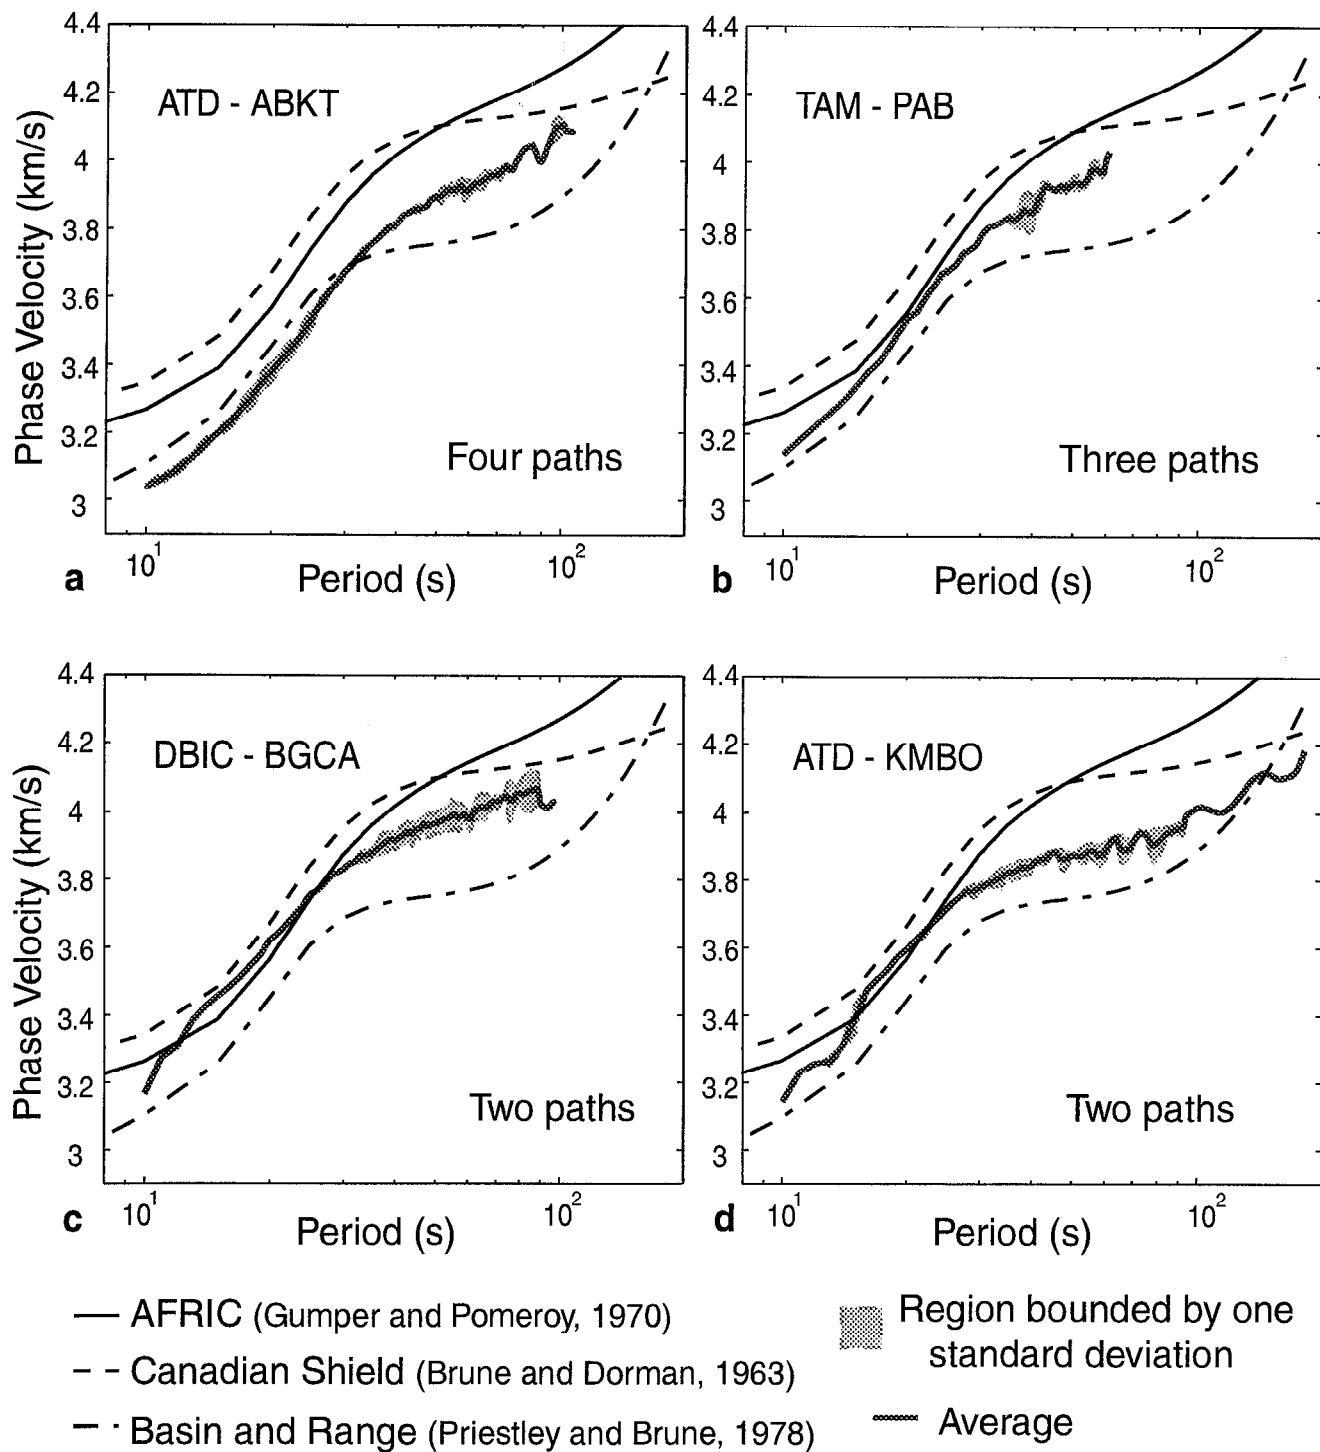 4.4
4.2
4
3.8
3.6
3.4
3.2
3
Phase Velocity (km/s)
ATD - ABKT
Four paths
10¹
10²
a
Period (s)
4.4
4.2
4
3.8
3.6
3.4
3.2
3
TAM - PAB
Three paths
10¹
10²
b
Period (s)
4.4
4.2
4
3.8
3.6
3.4
3.2
3
Phase Velocity (km/s)
DBIC - BGCA
Two paths
10¹
10²
c
Period (s)
4.4
4.2
4
3.8
3.6
3.4
3.2
3
ATD - KMBO
Two paths
10¹
10²
d
Period (s)
AFRIC (Gumper and Pomeroy, 1970)
Canadian Shield (Brune and Dorman, 1963)
Basin and Range (Priestley and Brune, 1978)
Region bounded by one
standard deviation
Average